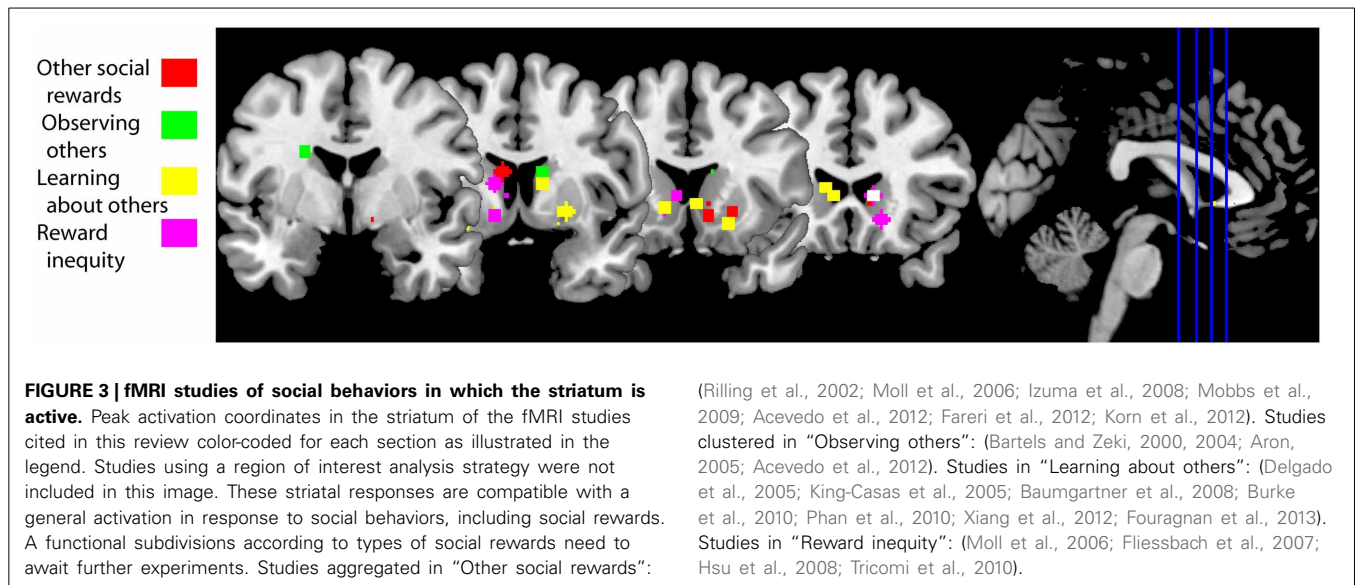 Other social
rewards
Observing
others
Learning
about others
Reward
inequity
FIGURE 3 | fMRI studies of social behaviors in which the striatum is
active. Peak activation coordinates in the striatum of the fMRI studies
cited in this review color-coded for each section as illustrated in the
legend. Studies using a region of interest analysis strategy were not
included in this image. These striatal responses are compatible with a
general activation in response to social behaviors, including social rewards.
A functional subdivisions according to types of social rewards need to
await further experiments. Studies aggregated in “Other social rewards”:
(Rilling et al., 2002; Moll et al., 2006; Izuma et al., 2008; Mobbs et al.,
2009; Acevedo et al., 2012; Fareri et al., 2012; Korn et al., 2012). Studies
clustered in “Observing others”: (Bartels and Zeki, 2000, 2004; Aron,
2005; Acevedo et al., 2012). Studies in “Learning about others”: (Delgado
et al., 2005; King-Casas et al., 2005; Baumgartner et al., 2008; Burke
et al., 2010; Phan et al., 2010; Xiang et al., 2012; Fouragnan et al., 2013).
Studies in “Reward inequity”: (Moll et al., 2006; Fliessbach et al., 2007;
Hsu et al., 2008; Tricomi et al., 2010).